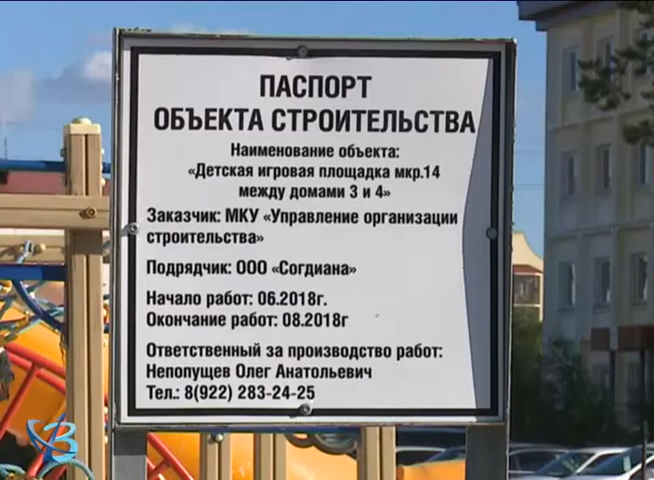 ПАСПОРТ
ОБЪЕКТА СТРОИТЕЛЬСТВА
Наименование объекта:
«Детская игровая площадка мкр.14
между домами 3 и 4»
Заказчик: МКУ «Управление организации
строительства»
Подрядчик: ООО «Согдиана»
Начало работ: 06.2018г.
Окончание работ: 08.2018г
Ответственный за производство работ:
Непопущев Олег Анатольевич
Тел.: 8(922) 283-24-25
В